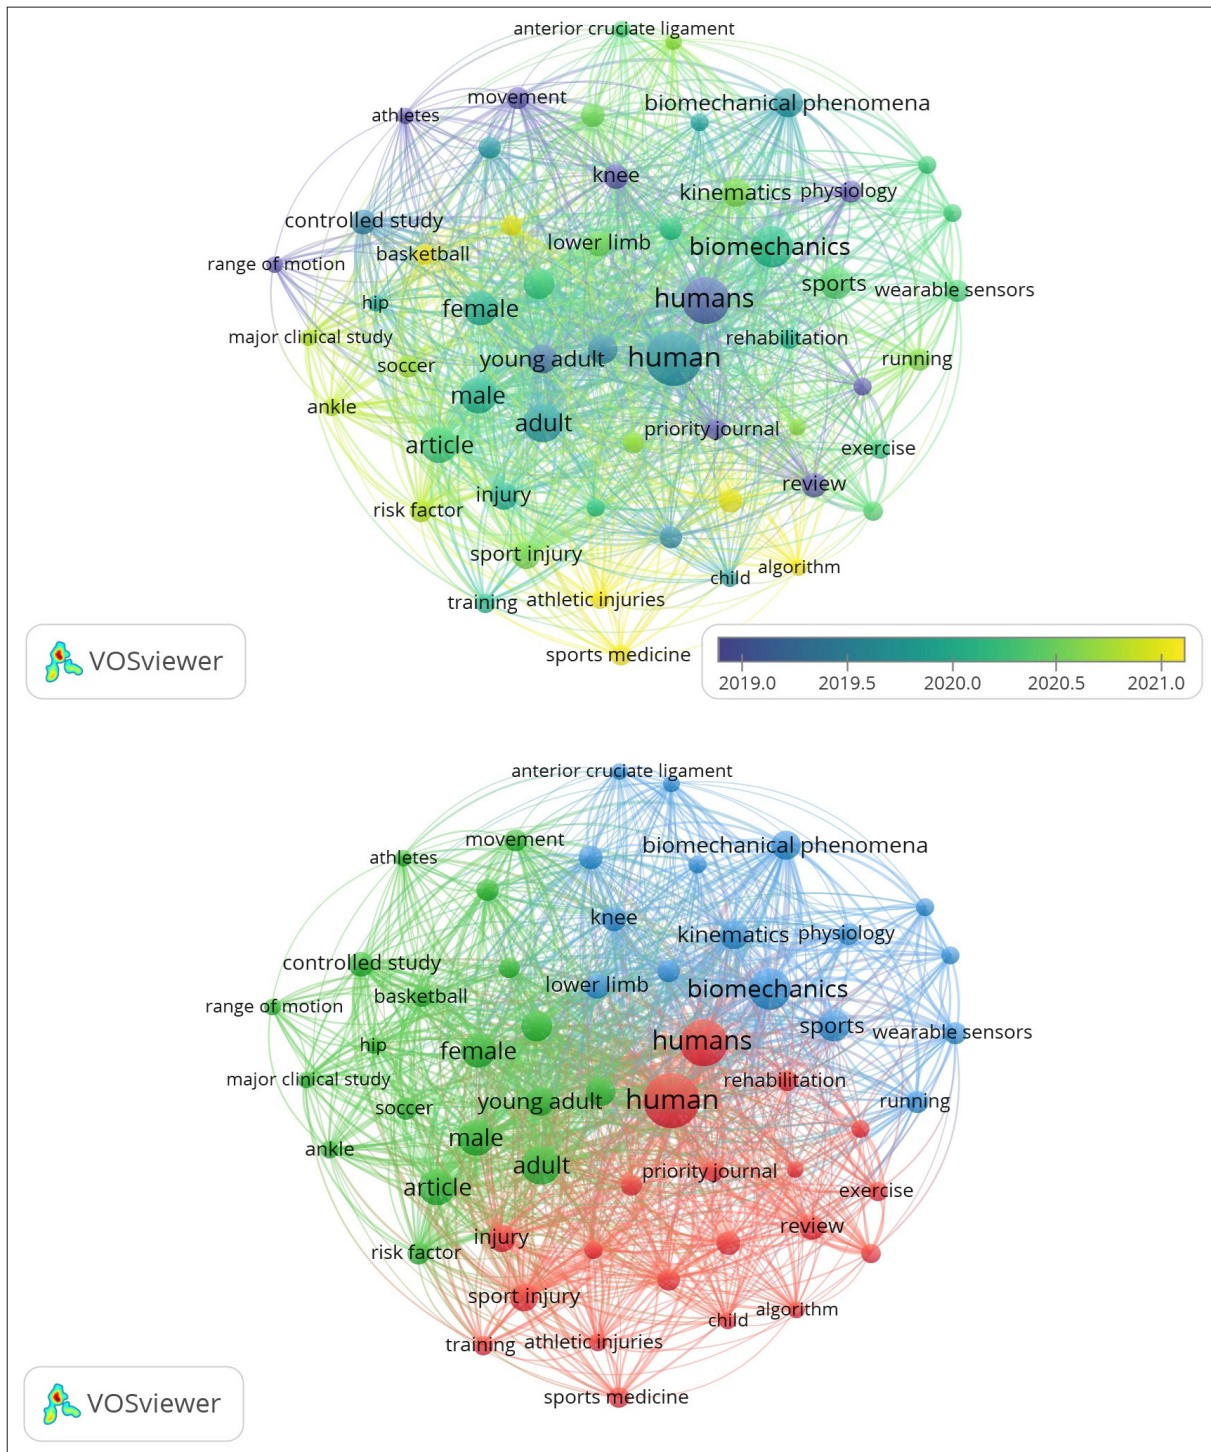 anterior cruciate ligament
movement
biomechanical phenomena
athletes
knee
kinematics
physiology
controlled study
lower limb
biomechanics
basketball
range of motion
sports
wearable sensors
humans
hip
female
major clinical study
rehabilitation
young adult
human
running
soccer
male
ankle
adult
priority journal
article
exercise
review
injury
risk factor
sport injury
algorithm
child
training
athletic injuries
sports medicine
VOSviewer
2019.0 2019.5 2020.0 2020.5 2021.0
anterior cruciate ligament
movement
biomechanical phenomena
athletes
knee
kinematics
physiology
controlled study
lower limb
biomechanics
basketball
range of motion
sports
wearable sensors
humans
hip
female
major clinical study
rehabilitation
young adult
human
running
soccer
male
ankle
adult
priority journal
article
exercise
review
injury
risk factor
sport injury
algorithm
child
training
athletic injuries
sports medicine
VOSviewer